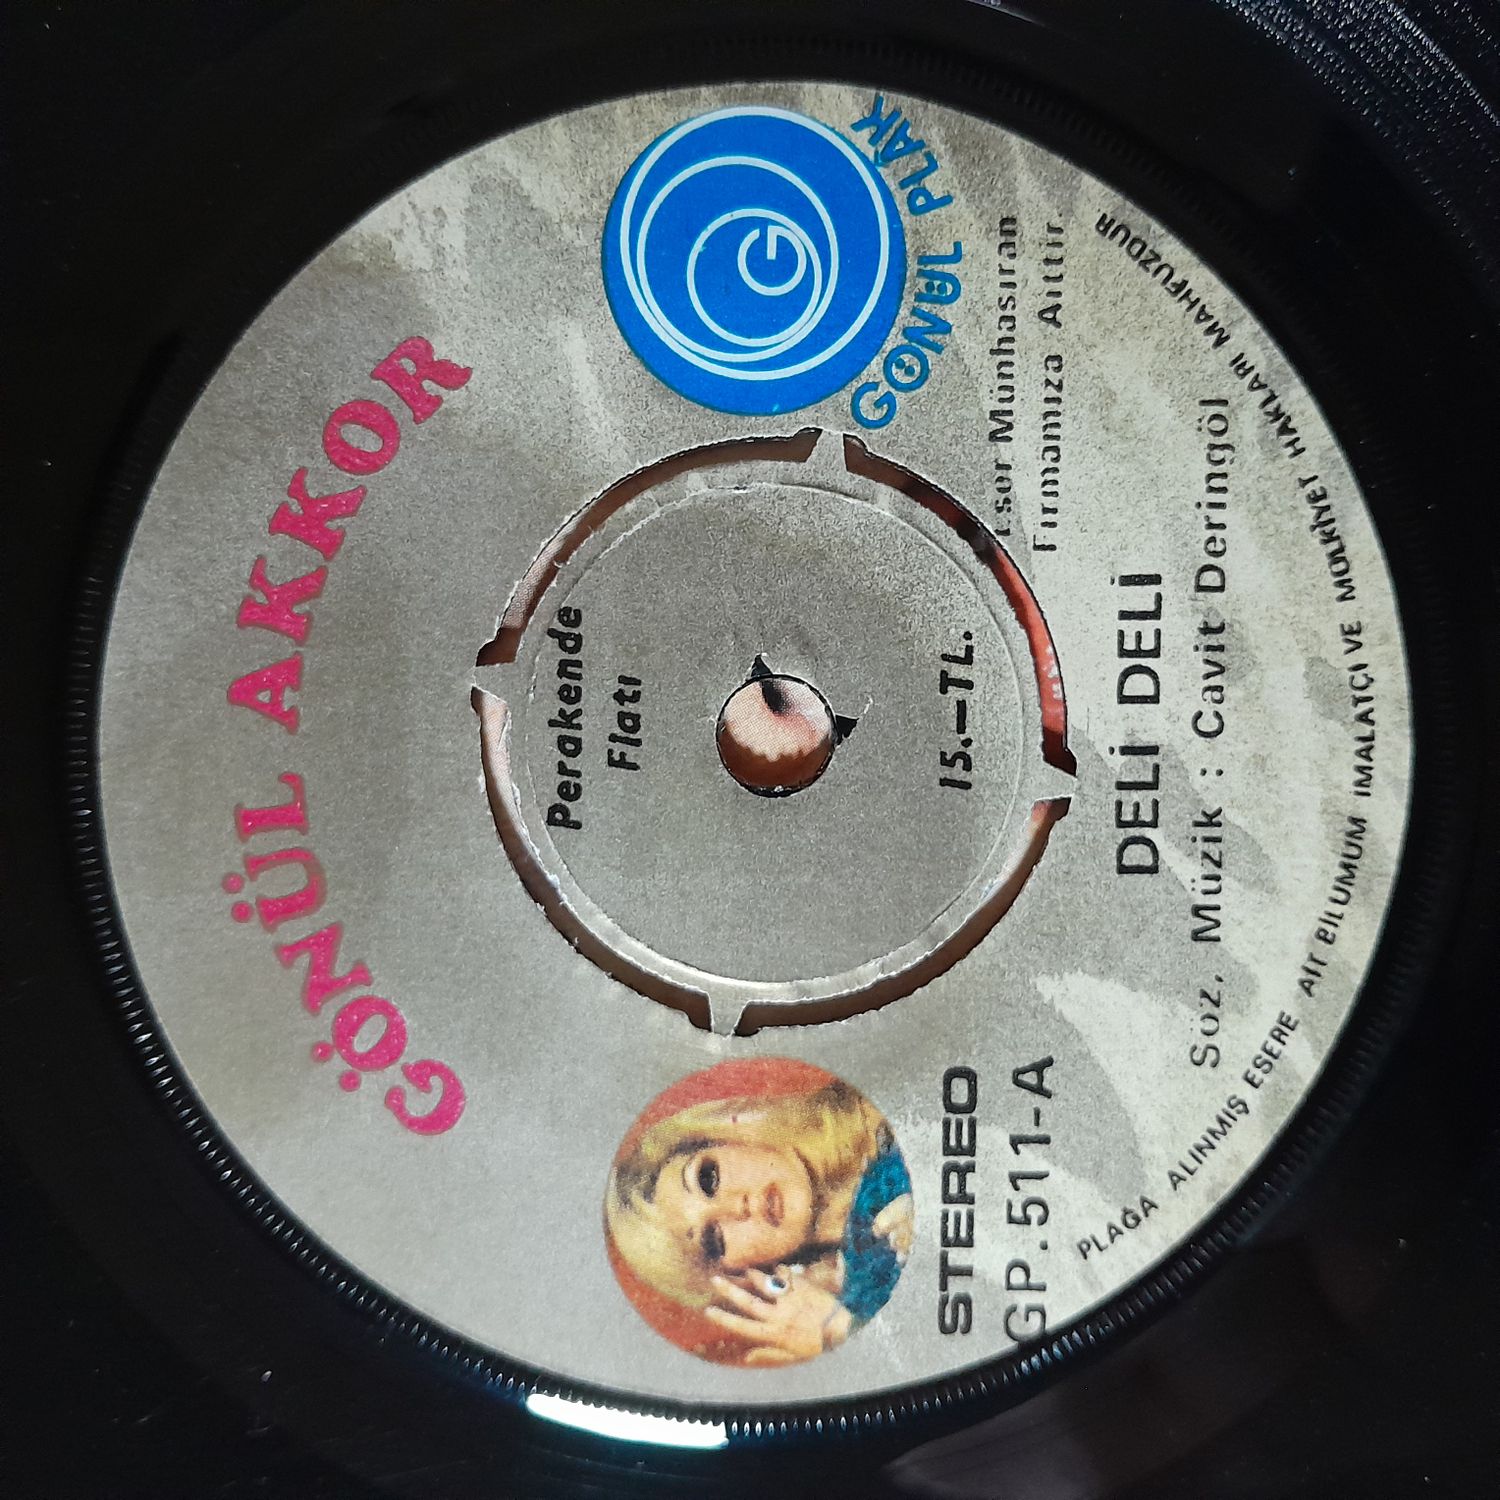 GÖNÜL AKKOR
G
GÖNÜL PLÂK
Perakende
Fiatı
15.—TL.
STEREO
GP.511-A
Eser Münhasıran
Firmamıza Aittir.
DELİ DELİ
Söz, Müzik : Cavit Deringöl
PLAĞA ALINMIŞ ESERE AİT BİLUMUM İMALATÇI VE MÜLKİYET HAKLARI MAHFUZDUR